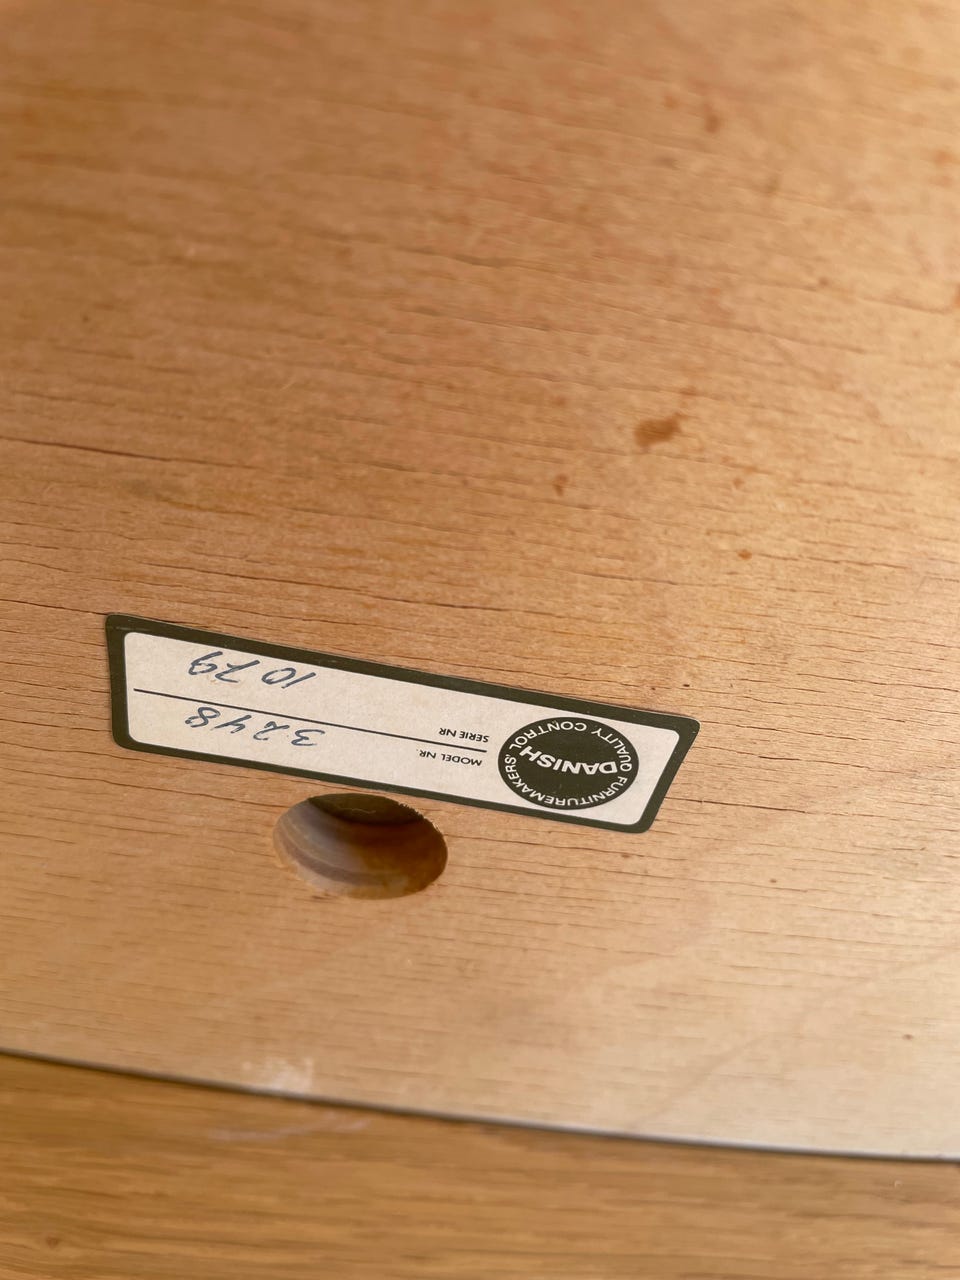 DANISH
FURNITUREMAKERS'
QUALITY CONTROL
MODEL NR.
3248
SERIE NR
1079